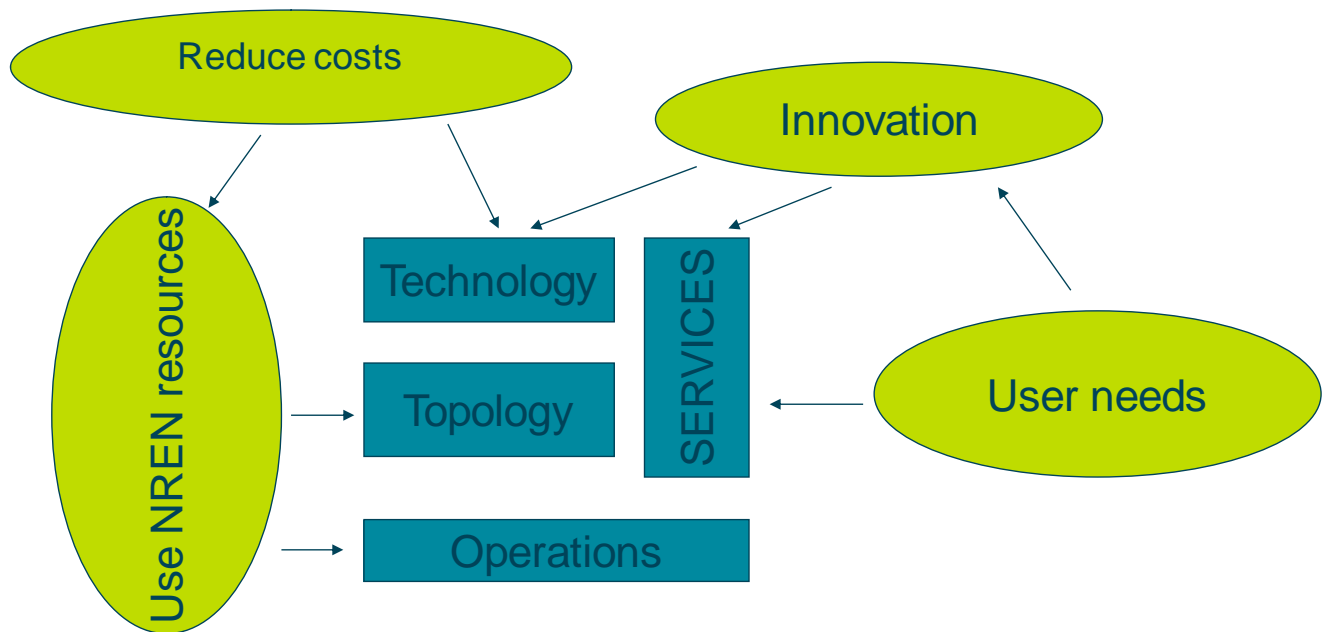 Reduce costs
Innovation
Use NREN resources
Technology
SERVICES
Topology
User needs
Operations